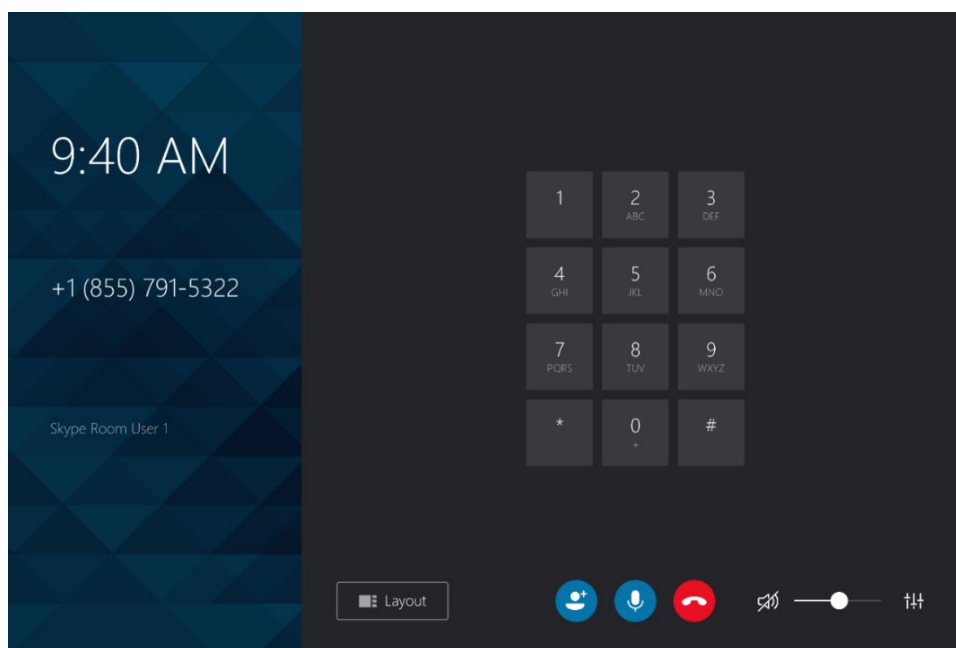 9:40 AM
+1 (855) 791-5322
Skype Room User 1
1 2 3
ABC DEF
4 5 6
GHI JKL MNO
7 8 9
PQRS TUV WXYZ
* 0 #
+
Layout